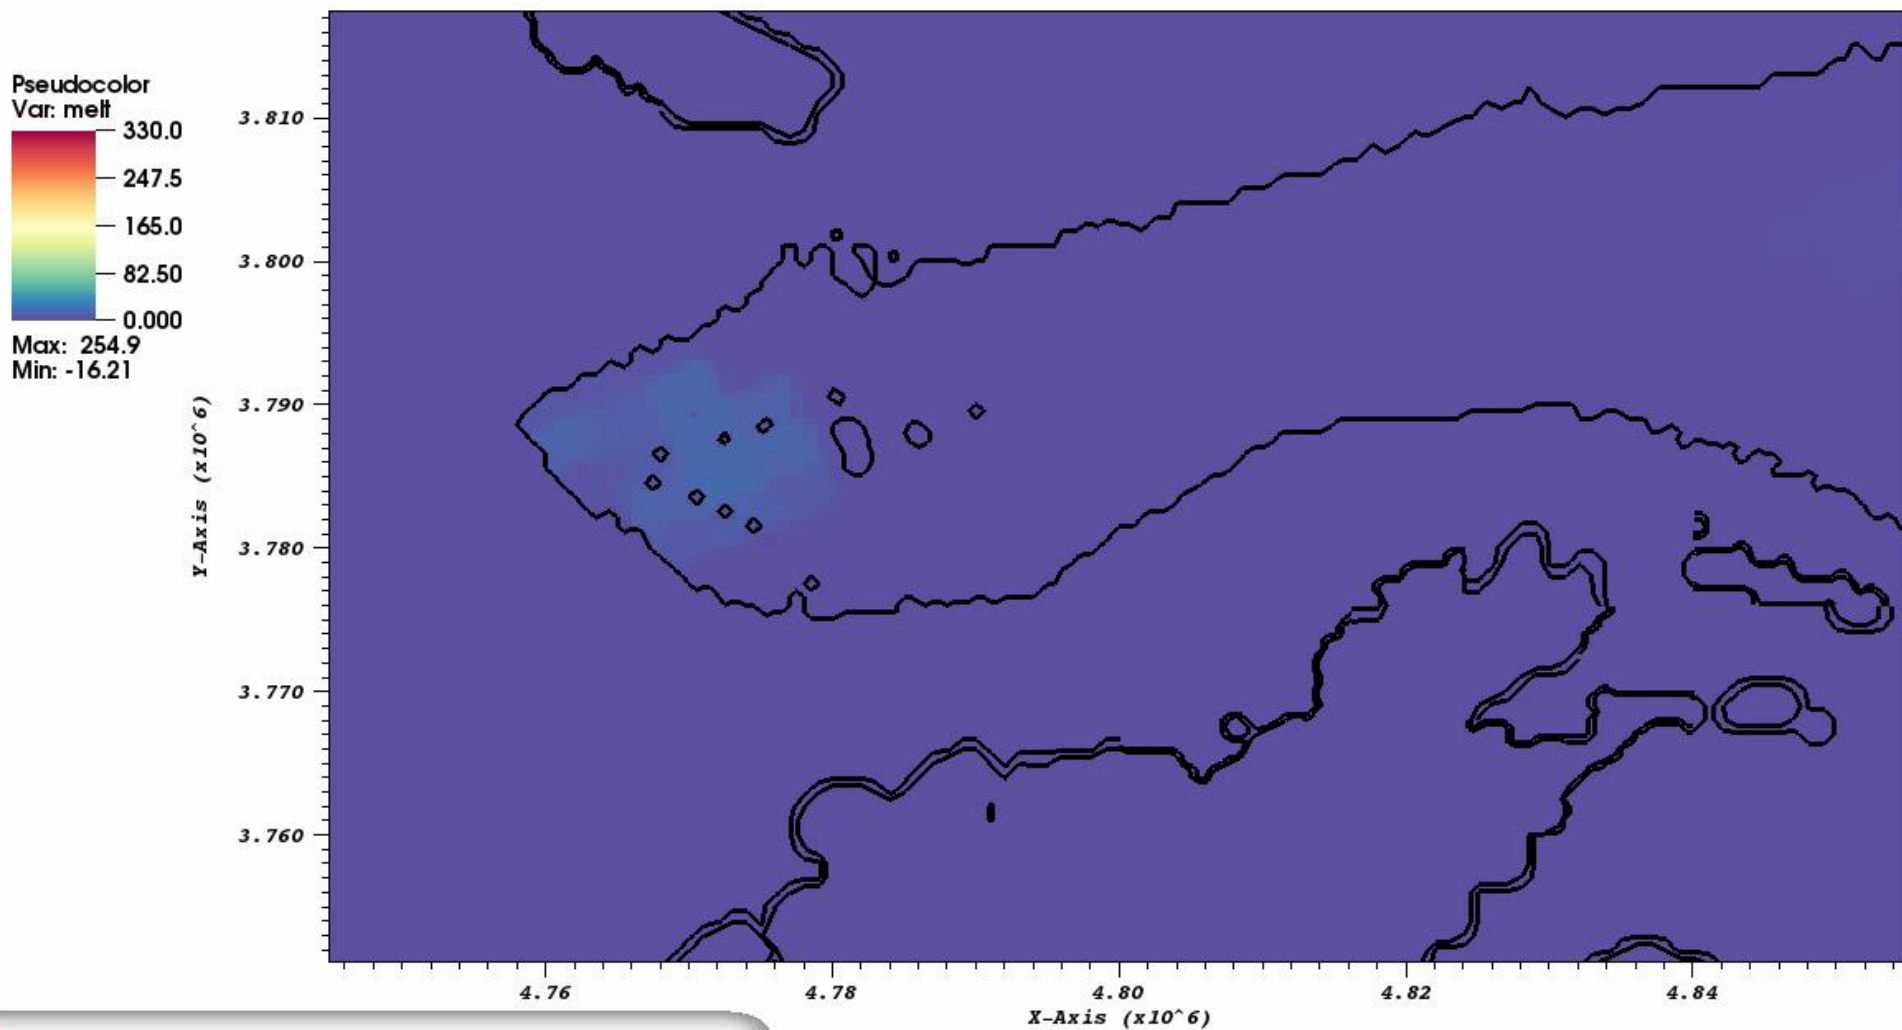 Pseudocolor
Var: melt
330.0
247.5
165.0
82.50
0.000
Max: 254.9
Min: -16.21
Y-Axis (x10^6)
3.810
3.800
3.790
3.780
3.770
3.760
4.76 4.78 4.80 4.82 4.84
X-Axis (x10^6)